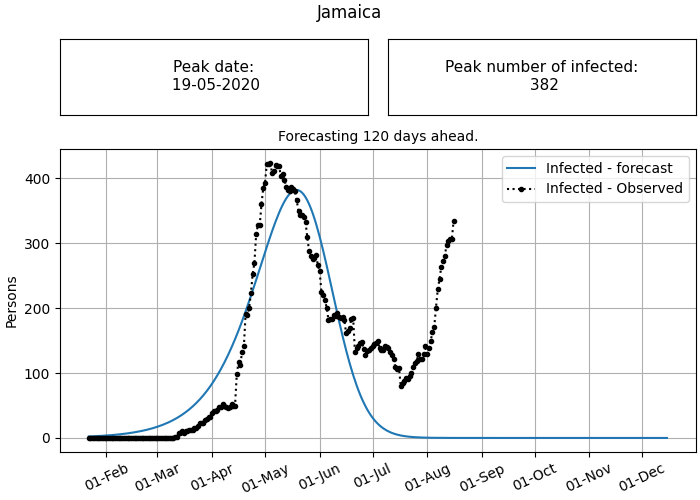 Jamaica
Peak date:
19-05-2020
Peak number of infected:
382
Forecasting 120 days ahead.
Infected - forecast
Infected - Observed
Persons
400
300
200
100
0
01-Feb
01-Mar
01-Apr
01-May
01-Jun
01-Jul
01-Aug
01-Sep
01-Oct
01-Nov
01-Dec